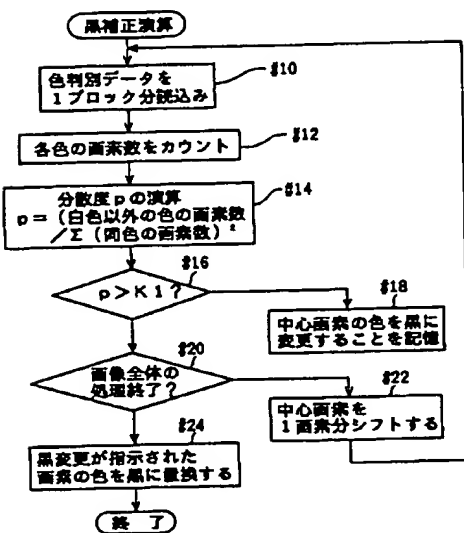 黒補正演算
#10
色判別データを
1ブロック分読込み
#12
各色の画素数をカウント
#14
分散度pの演算
p=(白色以外の色の画素数
/Σ(同色の画素数)²
#16
p>K1?
#18
中心画素の色を黒に
変更することを記憶
#20
画像全体の
処理終了?
#22
中心画素を
1画素分シフトする
#24
黒変更が指示された
画素の色を黒に置換する
終 了